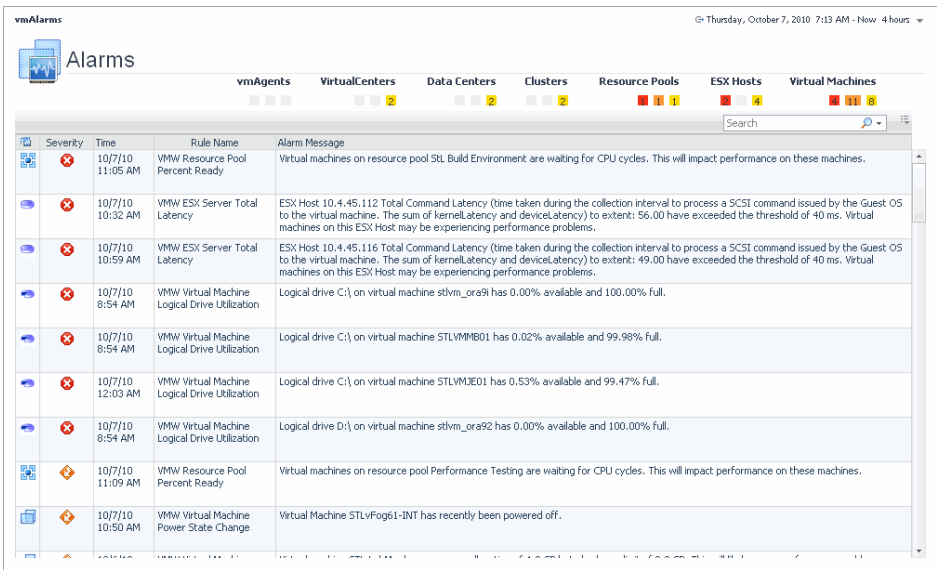 vmAlarms
Thursday, October 7, 2010 7:13 AM - Now 4 hours
Alarms
vmAgents VirtualCenters Data Centers Clusters Resource Pools ESX Hosts Virtual Machines
2 2 2 1 1 1 2 4 4 11 8
Search
Severity Time Rule Name Alarm Message
10/7/10 VMW Resource Pool Virtual machines on resource pool StL Build Environment are waiting for CPU cycles. This will impact performance on these machines.
11:05 AM Percent Ready
10/7/10 VMW ESX Server Total ESX Host 10.4.45.112 Total Command Latency (time taken during the collection interval to process a SCSI command issued by the Guest OS
10:32 AM Latency to the virtual machine. The sum of kernelLatency and deviceLatency) to extent: 56.00 have exceeded the threshold of 40 ms. Virtual
machines on this ESX Host may be experiencing performance problems.
10/7/10 VMW ESX Server Total ESX Host 10.4.45.116 Total Command Latency (time taken during the collection interval to process a SCSI command issued by the Guest OS
10:59 AM Latency to the virtual machine. The sum of kernelLatency and deviceLatency) to extent: 49.00 have exceeded the threshold of 40 ms. Virtual
machines on this ESX Host may be experiencing performance problems.
10/7/10 VMW Virtual Machine Logical drive C:\ on virtual machine stlvm_ora9i has 0.00% available and 100.00% full.
8:54 AM Logical Drive Utilization
10/7/10 VMW Virtual Machine Logical drive C:\ on virtual machine STLVMMB01 has 0.02% available and 99.98% full.
8:54 AM Logical Drive Utilization
10/7/10 VMW Virtual Machine Logical drive C:\ on virtual machine STLVMJE01 has 0.53% available and 99.47% full.
12:03 AM Logical Drive Utilization
10/7/10 VMW Virtual Machine Logical drive D:\ on virtual machine stlvm_ora92 has 0.00% available and 100.00% full.
8:54 AM Logical Drive Utilization
10/7/10 VMW Resource Pool Virtual machines on resource pool Performance Testing are waiting for CPU cycles. This will impact performance on these machines.
11:09 AM Percent Ready
10/7/10 VMW Virtual Machine Virtual Machine STLvFog61-INT has recently been powered off.
10:50 AM Power State Change